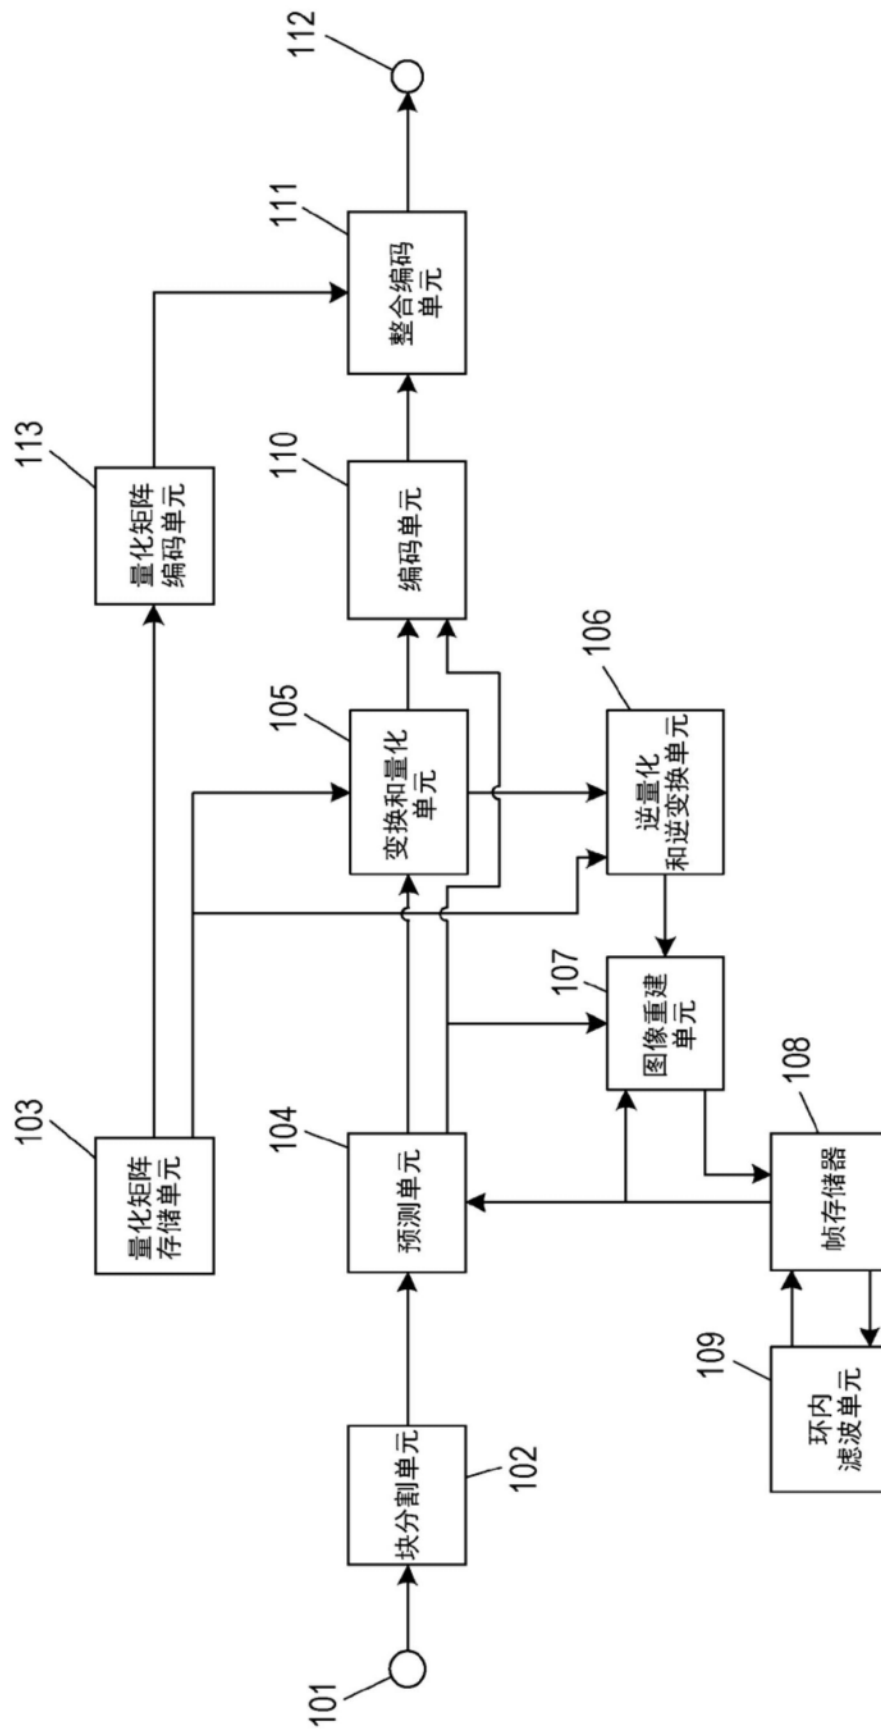 103
量化矩阵
存储单元
113
量化矩阵
编码单元
101
块分割单元
102
104
预测单元
105
变换和量化
单元
110
编码单元
111
整合编码
单元
112
107
图像重建
单元
106
逆量化
和逆变换单元
109
环内
滤波单元
108
帧存储器